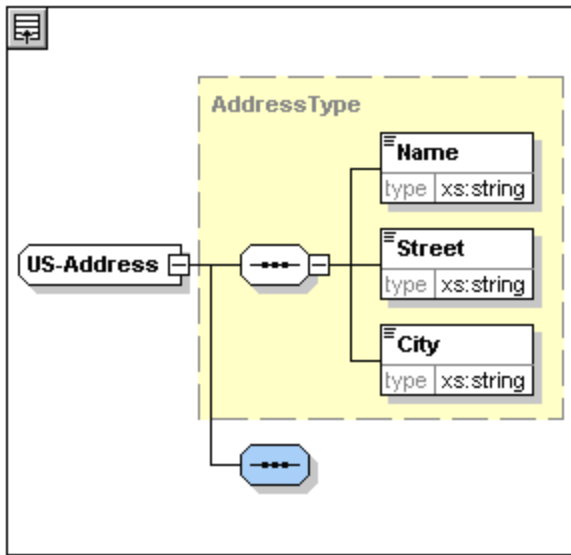 AddressType
Name
type xs:string
US-Address
Street
type xs:string
City
type xs:string